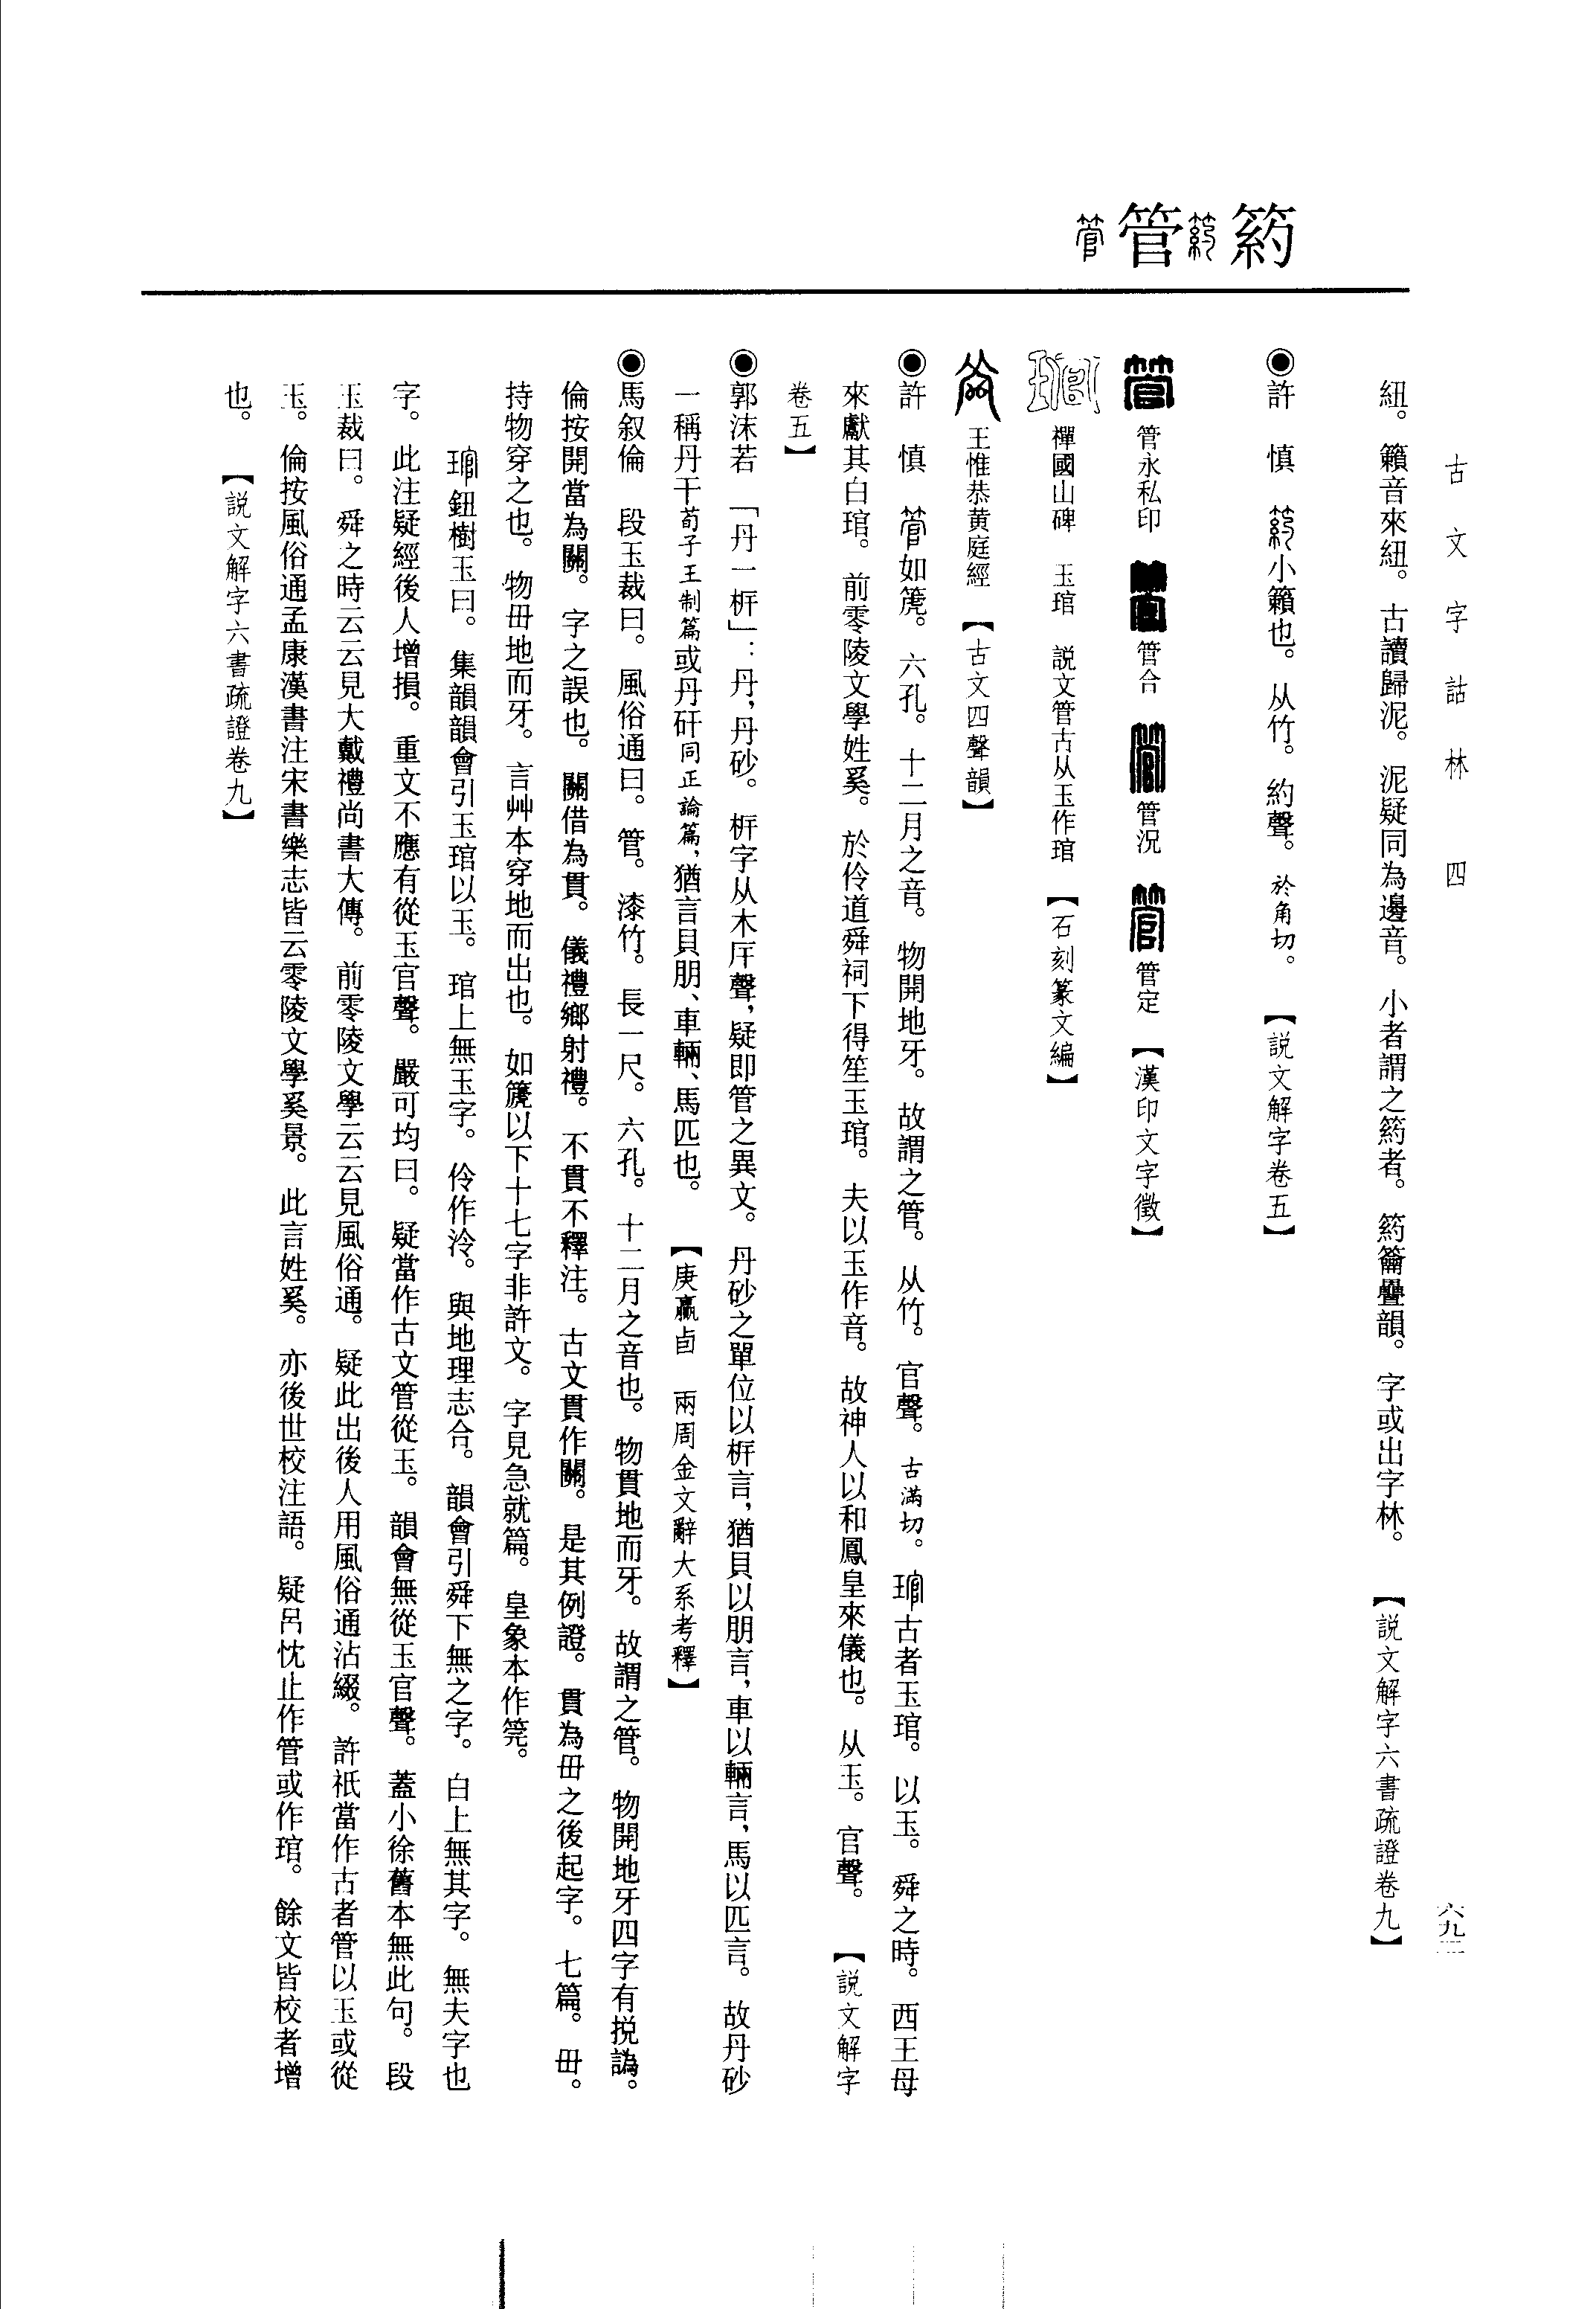 古文字詁林 四
六九二
筄 𥮈 管 管
紐。籟音來紐。古讀歸泥。泥疑同為邊音。小者謂之箹者。箹籥疊韻。字或出字林。 【説文解字六書疏證卷九】
◉許　慎　箹小籟也。从竹。約聲。於角切。 【説文解字卷五】
管永私印　管合　管況　管定 【漢印文字徵】
禪國山碑　玉琯　説文管古从玉作琯 【石刻篆文編】
王惟恭黄庭經 【古文四聲韻】
◉許　慎　管如篪。六孔。十二月之音。物開地牙。故謂之管。从竹。官聲。古滿切。琯古者玉琯。以玉。舜之時。西王母
來獻其白琯。前零陵文學姓奚。於伶道舜祠下得笙玉琯。夫以玉作音。故神人以和鳳皇來儀也。从玉。官聲。 【説文解字
卷五】
◉郭沫若　「丹一㭔」：丹，丹砂。㭔字从木厈聲，疑即管之異文。丹砂之單位以㭔言，猶貝以朋言，車以輛言，馬以匹言。故丹砂
一稱丹干荀子王制篇或丹矸同正論篇，猶言貝朋、車輛、馬匹也。 【庚嬴卣　兩周金文辭大系考釋】
◉馬叙倫　段玉裁曰。風俗通曰。管。漆竹。長一尺。六孔。十二月之音也。物貫地而牙。故謂之管。物開地牙四字有挩譌。
倫按開當為關。字之誤也。關借為貫。儀禮鄉射禮。不貫不釋注。古文貫作關。是其例證。貫為毌之後起字。七篇。毌。
持物穿之也。物毌地而牙。言艸木穿地而出也。如篪以下十七字非許文。字見急就篇。皇象本作筦。
琯鈕樹玉曰。集韻韻會引玉琯以玉。琯上無玉字。伶作泠。與地理志合。韻會引舜下無之字。白上無其字。無夫字也
字。此注疑經後人增損。重文不應有從玉官聲。嚴可均曰。疑當作古文管從玉。韻會無從玉官聲。蓋小徐舊本無此句。段
玉裁曰。舜之時云云見大戴禮尚書大傳。前零陵文學云云見風俗通。疑此出後人用風俗通沾綴。許祇當作古者管以玉或從
玉。倫按風俗通孟康漢書注宋書樂志皆云零陵文學奚景。此言姓奚。亦後世校注語。疑呂忱止作管或作琯。餘文皆校者增
也。 【説文解字六書疏證卷九】